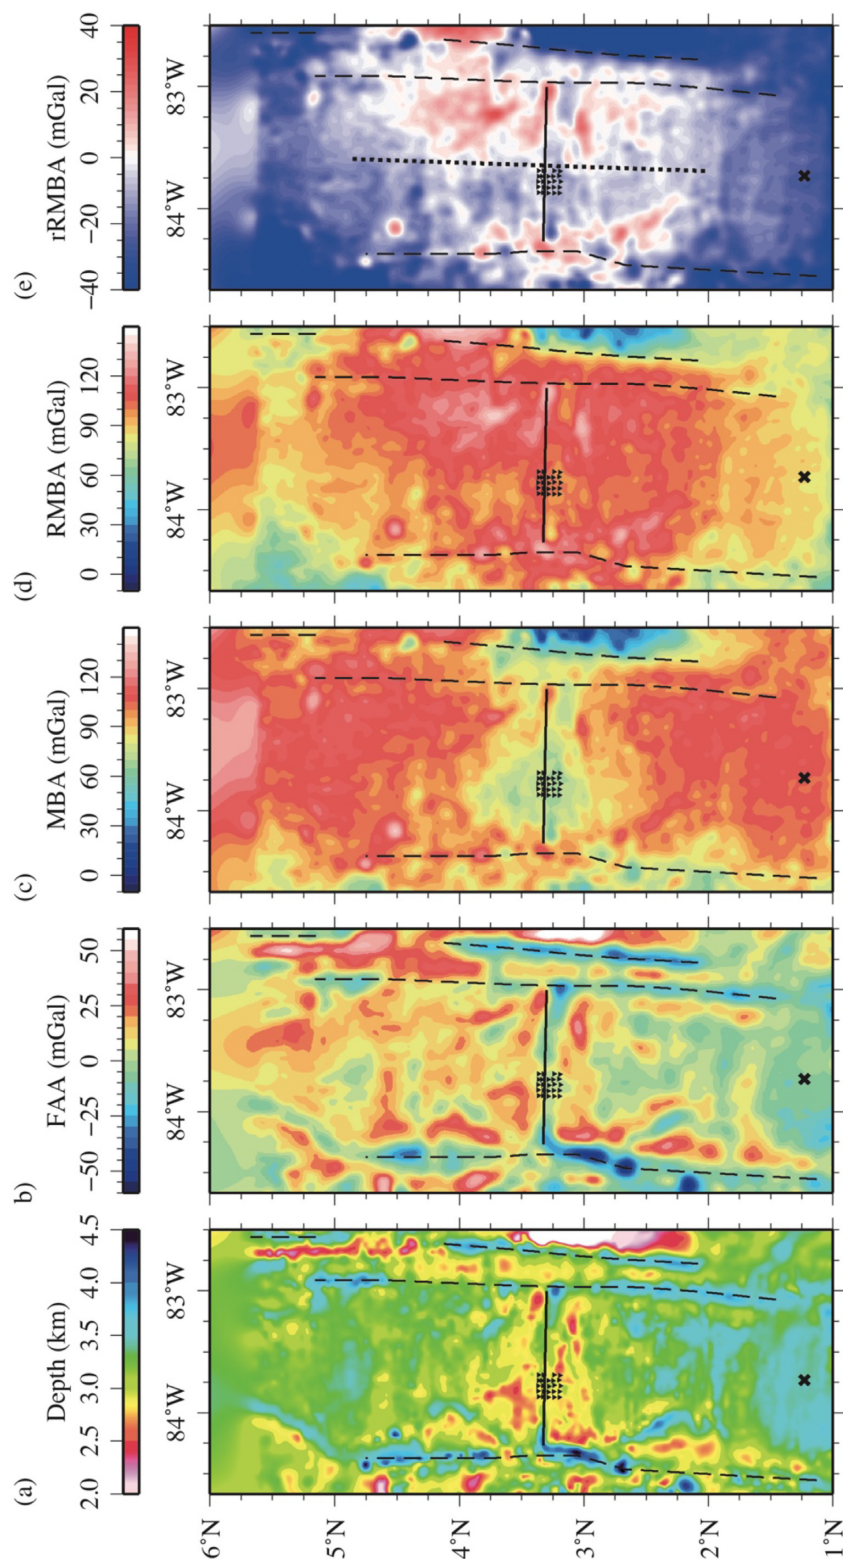 (a)
Depth (km)
2.0 2.5 3.0 3.5 4.0 4.5
84˚W 83˚W
6˚N
5˚N
4˚N
3˚N
2˚N
1˚N
b)
FAA (mGal)
−50 −25 0 25 50
84˚W 83˚W
(c)
MBA (mGal)
0 30 60 90 120
84˚W 83˚W
(d)
RMBA (mGal)
0 30 60 90 120
84˚W 83˚W
(e)
rRMBA (mGal)
−40 −20 0 20 40
84˚W 83˚W